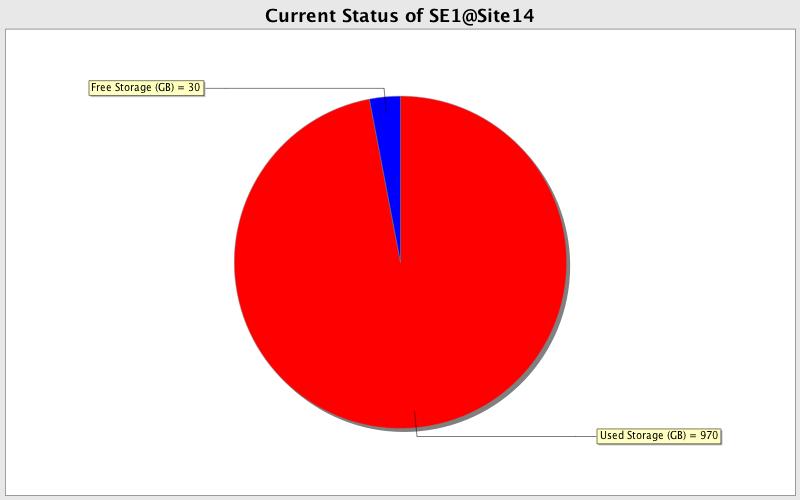 Current Status of SE1@Site14
Free Storage (GB) = 30
Used Storage (GB) = 970